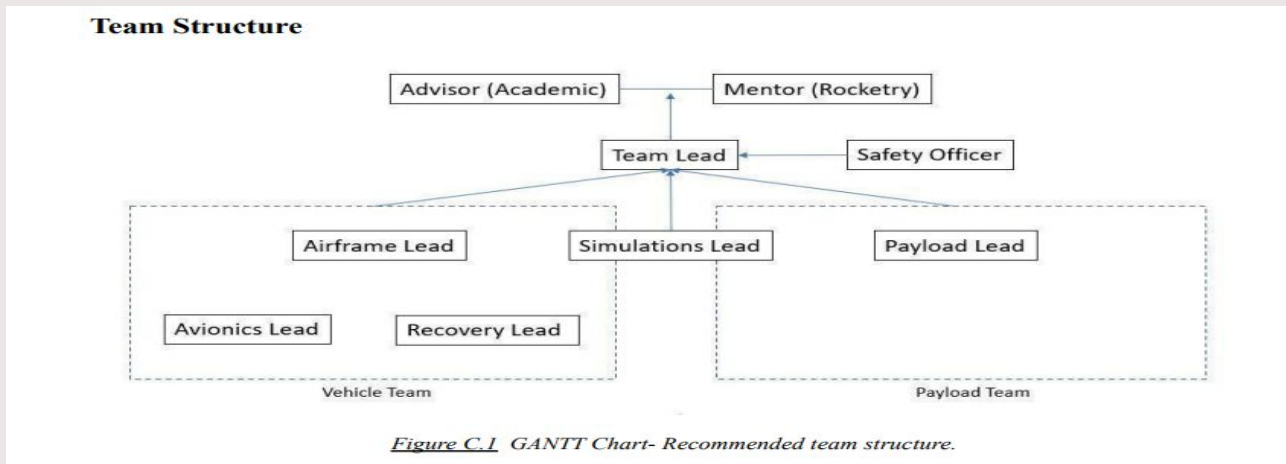 Team Structure
Advisor (Academic)
Mentor (Rocketry)
Team Lead
Safety Officer
Airframe Lead
Simulations Lead
Payload Lead
Avionics Lead
Recovery Lead
Vehicle Team
Payload Team
Figure C.1 GANTT Chart- Recommended team structure.